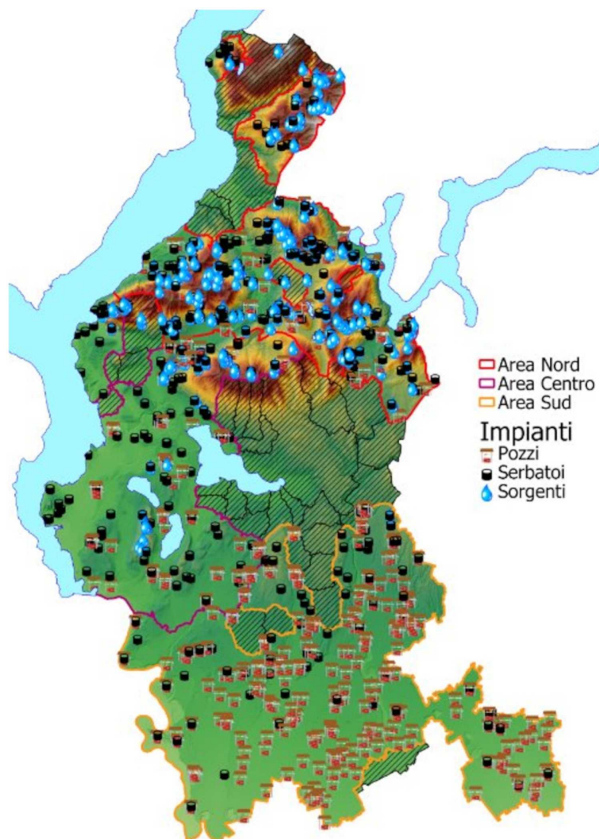 Area Nord
Area Centro
Area Sud
Impianti
Pozzi
Serbatoi
Sorgenti